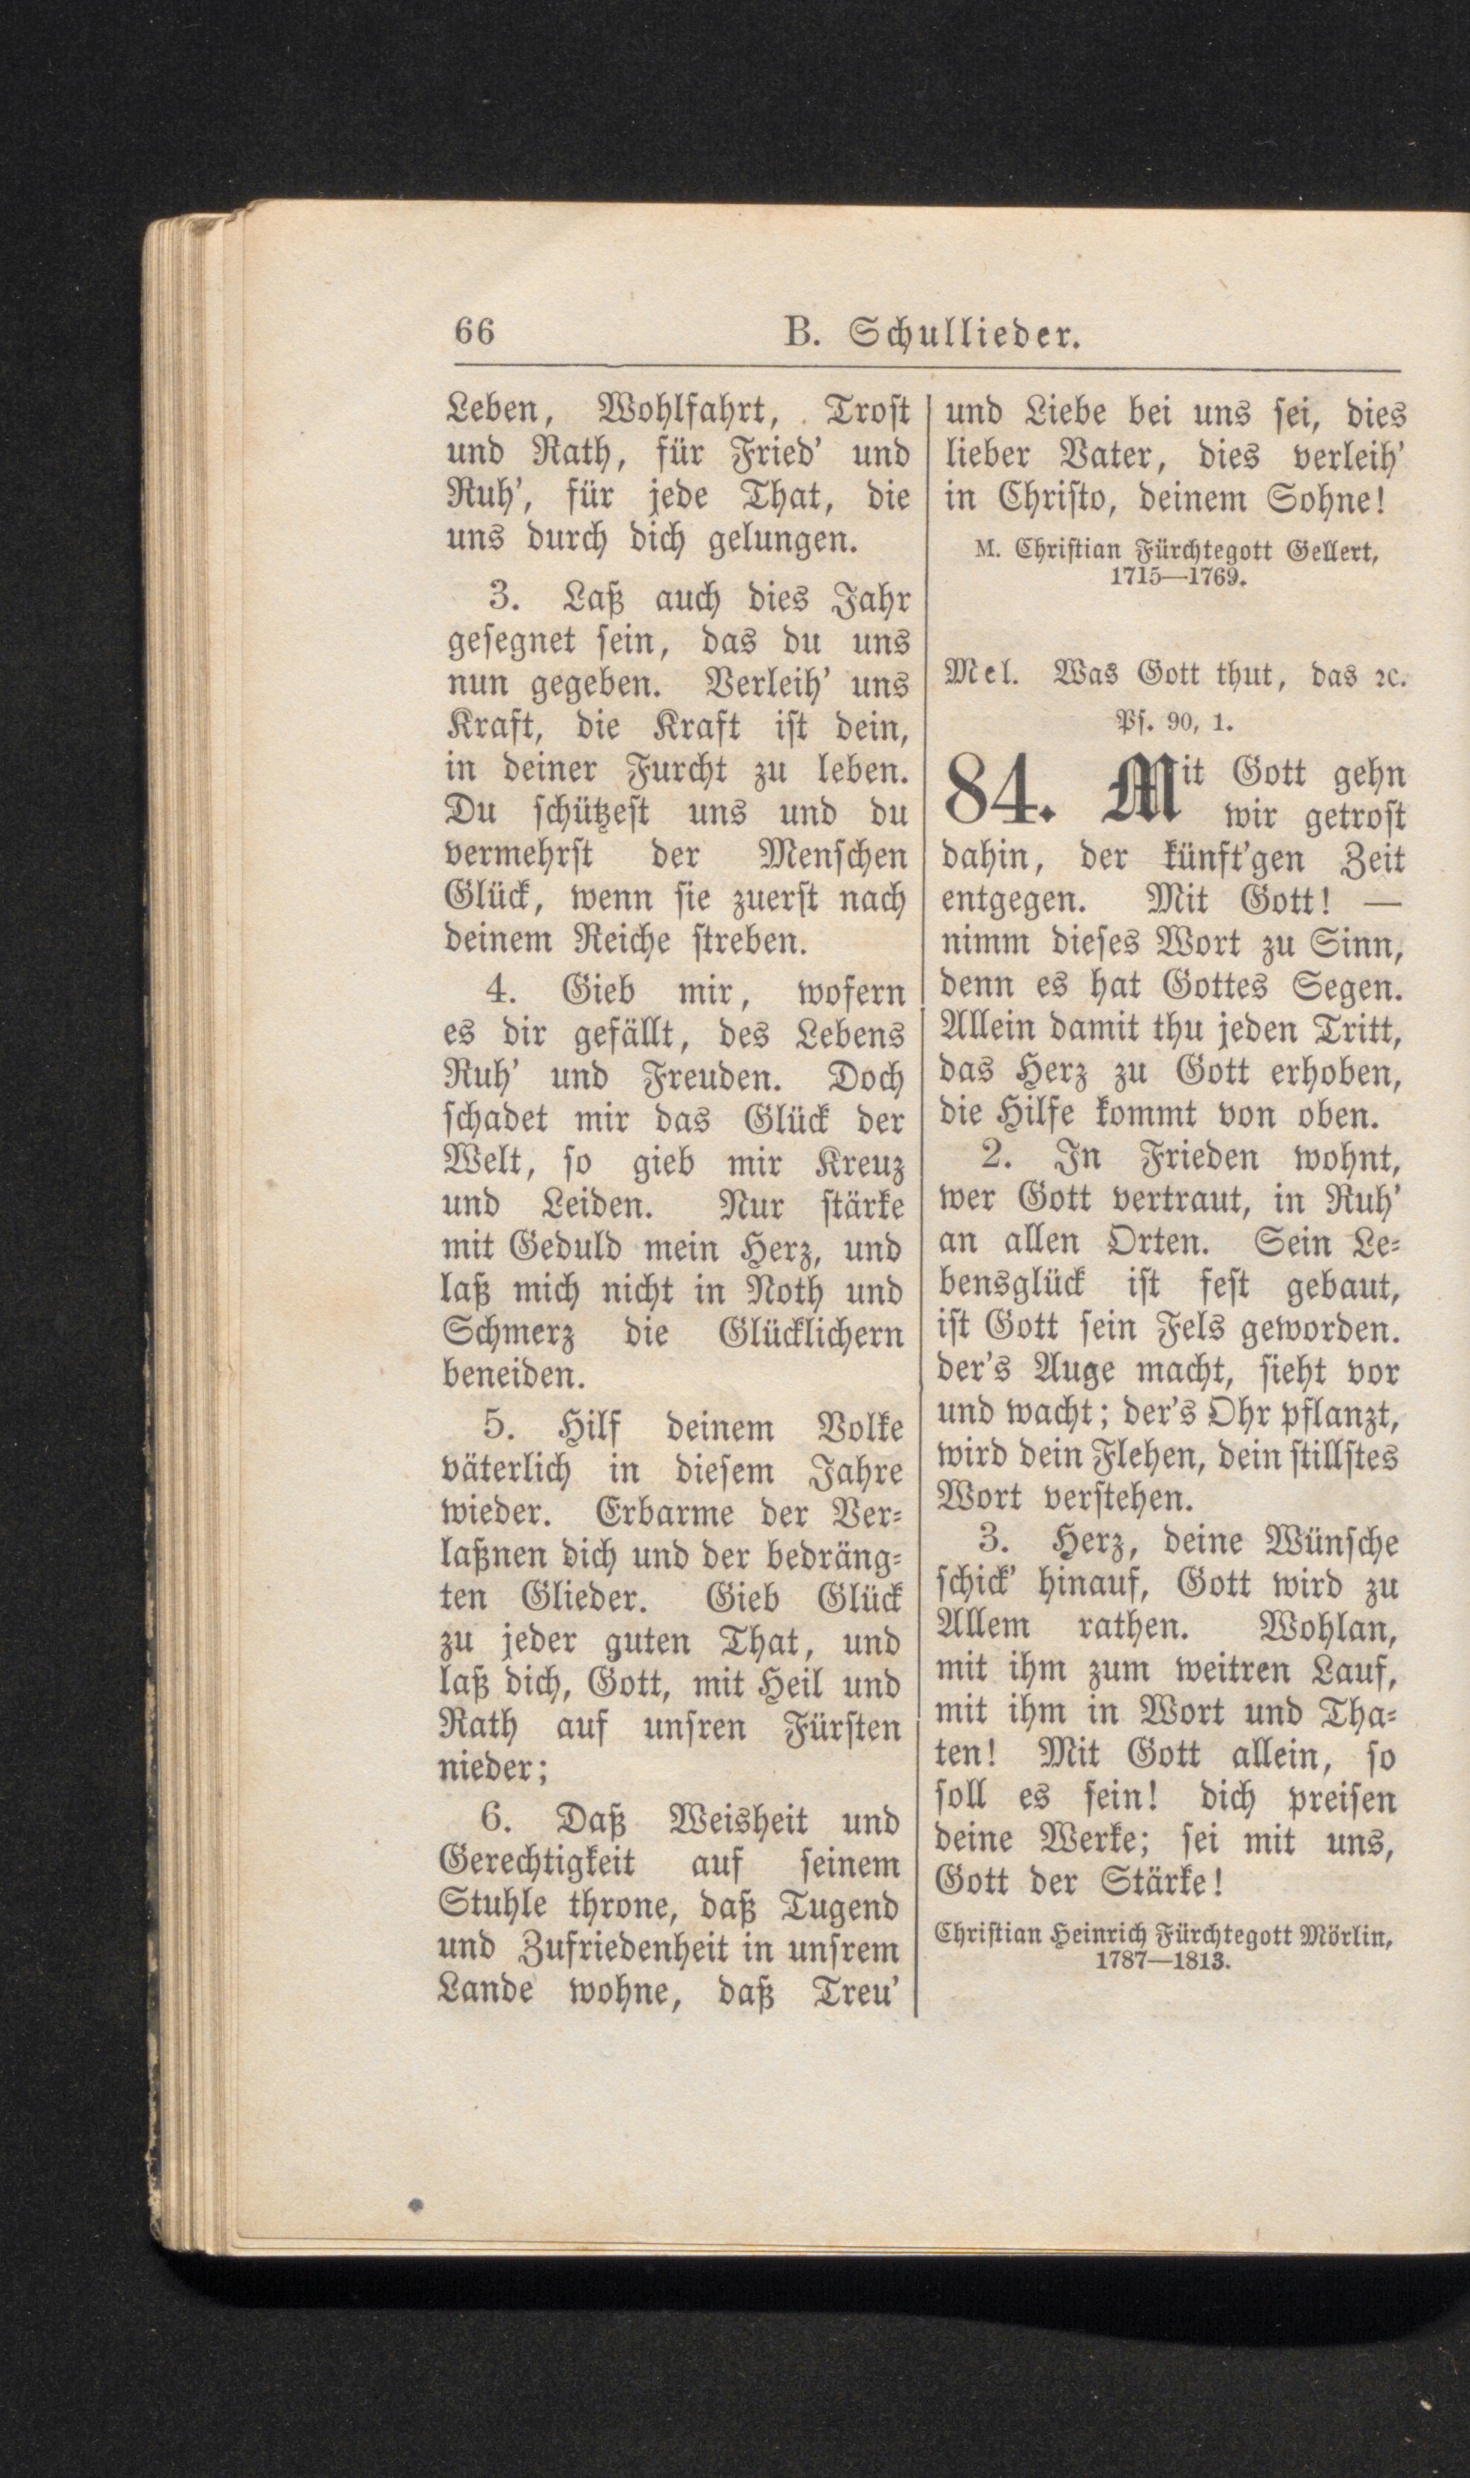 66
B. Schullieder.
Leben, Wohlfahrt, Trost
und Rath, für Fried' und
Ruh', für jede That, die
uns durch dich gelungen.
3. Laß auch dies Jahr
gesegnet sein, das du uns
nun gegeben. Verleih' uns
Kraft, die Kraft ist dein,
in deiner Furcht zu leben.
Du schützest uns und du
vermehrst der Menschen
Glück, wenn sie zuerst nach
deinem Reiche streben.
4. Gieb mir, wofern
es dir gefällt, des Lebens
Ruh' und Freuden. Doch
schadet mir das Glück der
Welt, so gieb mir Kreuz
und Leiden. Nur stärke
mit Geduld mein Herz, und
laß mich nicht in Noth und
Schmerz die Glücklichern
beneiden.
5. Hilf deinem Volke
väterlich in diesem Jahre
wieder. Erbarme der Ver-
laßnen dich und der bedräng-
ten Glieder. Gieb Glück
zu jeder guten That, und
laß dich, Gott, mit Heil und
Rath auf unsren Fürsten
nieder;
6. Daß Weisheit und
Gerechtigkeit auf seinem
Stuhle throne, daß Tugend
und Zufriedenheit in unsrem
Lande wohne, daß Treu'
und Liebe bei uns sei, dies
lieber Vater, dies verleih'
in Christo, deinem Sohne!
M. Christian Fürchtegott Gellert,
1715—1769.
Mel. Was Gott thut, das ꝛc.
Ps. 90, 1.
84. Mit Gott gehn
wir getrost
dahin, der künft'gen Zeit
entgegen. Mit Gott! —
nimm dieses Wort zu Sinn,
denn es hat Gottes Segen.
Allein damit thu jeden Tritt,
das Herz zu Gott erhoben,
die Hilfe kommt von oben.
2. In Frieden wohnt,
wer Gott vertraut, in Ruh'
an allen Orten. Sein Le-
bensglück ist fest gebaut,
ist Gott sein Fels geworden.
der's Auge macht, sieht vor
und wacht; der's Ohr pflanzt,
wird dein Flehen, dein stillstes
Wort verstehen.
3. Herz, deine Wünsche
schick' hinauf, Gott wird zu
Allem rathen. Wohlan,
mit ihm zum weitren Lauf,
mit ihm in Wort und Tha-
ten! Mit Gott allein, so
soll es sein! dich preisen
deine Werke; sei mit uns,
Gott der Stärke!
Christian Heinrich Fürchtegott Mörlin,
1787—1813.